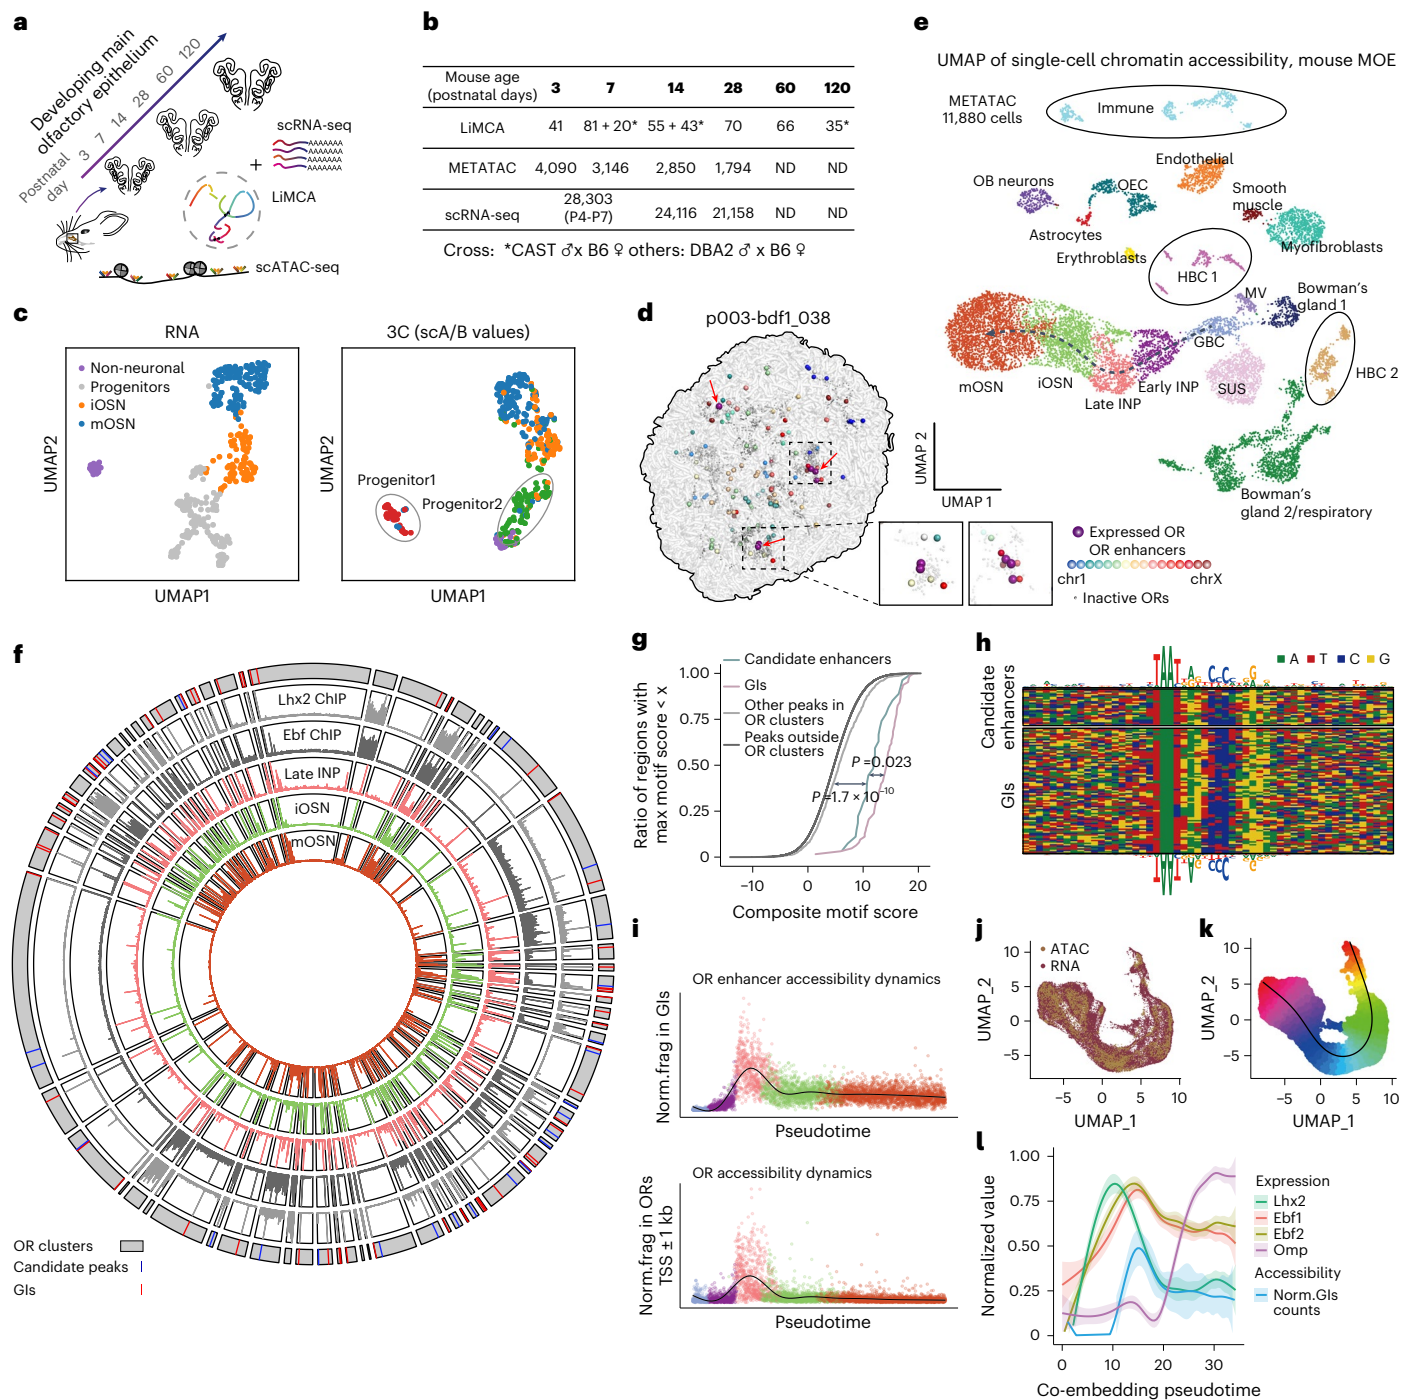 a
Developing main
olfactory epithelium
Postnatal
day
3 7 14 28 60 120
scRNA-seq
AAAAAAA
AAAAAAA
AAAAAAA
AAAAAAA
+
LiMCA
scATAC-seq
b
Mouse age
(postnatal days) 3 7 14 28 60 120
LiMCA 41 81 + 20* 55 + 43* 70 66 35*
METATAC 4,090 3,146 2,850 1,794 ND ND
scRNA-seq 28,303
(P4-P7) 24,116 21,158 ND ND
Cross: *CAST ♂x B6 ♀ others: DBA2 ♂ x B6 ♀
c
RNA
Non-neuronal
Progenitors
iOSN
mOSN
UMAP2
UMAP1
3C (scA/B values)
Progenitor1
Progenitor2
UMAP2
UMAP1
d
p003-bdf1_038
Expressed OR
OR enhancers
chr1 chrX
Inactive ORs
e
UMAP of single-cell chromatin accessibility, mouse MOE
METATAC
11,880 cells
Immune
Endothelial
OB neurons
OEC
Smooth
muscle
Astrocytes
Myofibroblasts
Erythroblasts
HBC 1
MV
Bowman's
gland 1
GBC
HBC 2
mOSN
iOSN
Late INP
Early INP
SUS
Bowman's
gland 2/respiratory
UMAP 2
UMAP 1
f
Lhx2 ChIP
Ebf ChIP
Late INP
iOSN
mOSN
OR clusters
Candidate peaks
GIs
g
Candidate enhancers
GIs
Other peaks in
OR clusters
Peaks outside
OR clusters
P =0.023
P=1.7 × 10⁻¹⁰
Ratio of regions with
max motif score < x
1.00
0.75
0.50
0.25
0
−10 0 10 20
Composite motif score
h
A T C G
Candidate
enhancers
GIs
i
OR enhancer accessibility dynamics
Norm.frag in GIs
Pseudotime
OR accessibility dynamics
Norm.frag in ORs
TSS ± 1 kb
Pseudotime
j
ATAC
RNA
UMAP_2
10
5
0
−5
−5 0 5 10
UMAP_1
k
UMAP_2
10
5
0
−5
−5 0 5 10
UMAP_1
l
Normalized value
1.00
0.75
0.50
0.25
0
0 10 20 30
Co-embedding pseudotime
Expression
Lhx2
Ebf1
Ebf2
Omp
Accessibility
Norm.GIs
counts